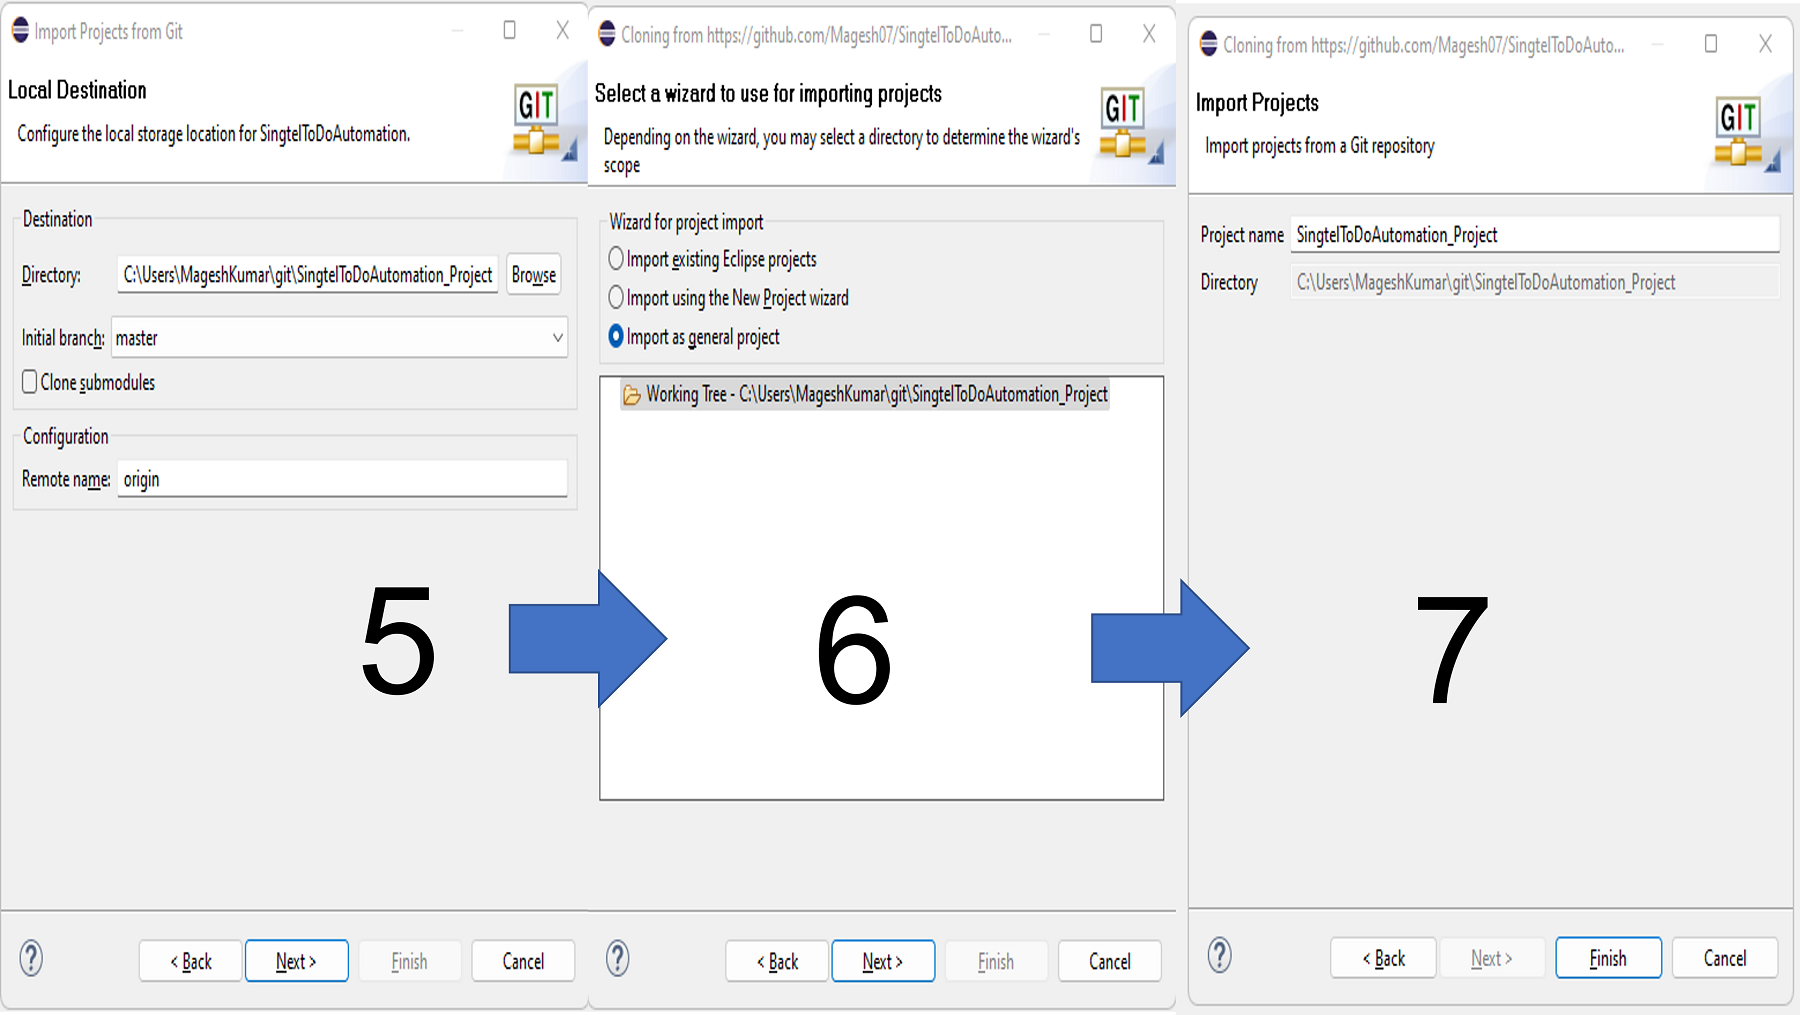 Import Projects from Git
Local Destination
Configure the local storage location for SingtelToDoAutomation.
GIT
Destination
Directory: C:\Users\MageshKumar\git\SingtelToDoAutomation_Project Browse
Initial branch: master
Clone submodules
Configuration
Remote name: origin
5
? < Back Next > Finish Cancel
Cloning from https://github.com/Magesh07/SingtelToDoAuto...
Select a wizard to use for importing projects
Depending on the wizard, you may select a directory to determine the wizard's
scope
GIT
Wizard for project import
Import existing Eclipse projects
Import using the New Project wizard
Import as general project
Working Tree - C:\Users\MageshKumar\git\SingtelToDoAutomation_Project
6
? < Back Next > Finish Cancel
Cloning from https://github.com/Magesh07/SingtelToDoAuto...
Import Projects
Import projects from a Git repository
GIT
Project name SingtelToDoAutomation_Project
Directory C:\Users\MageshKumar\git\SingtelToDoAutomation_Project
7
? < Back Next > Finish Cancel